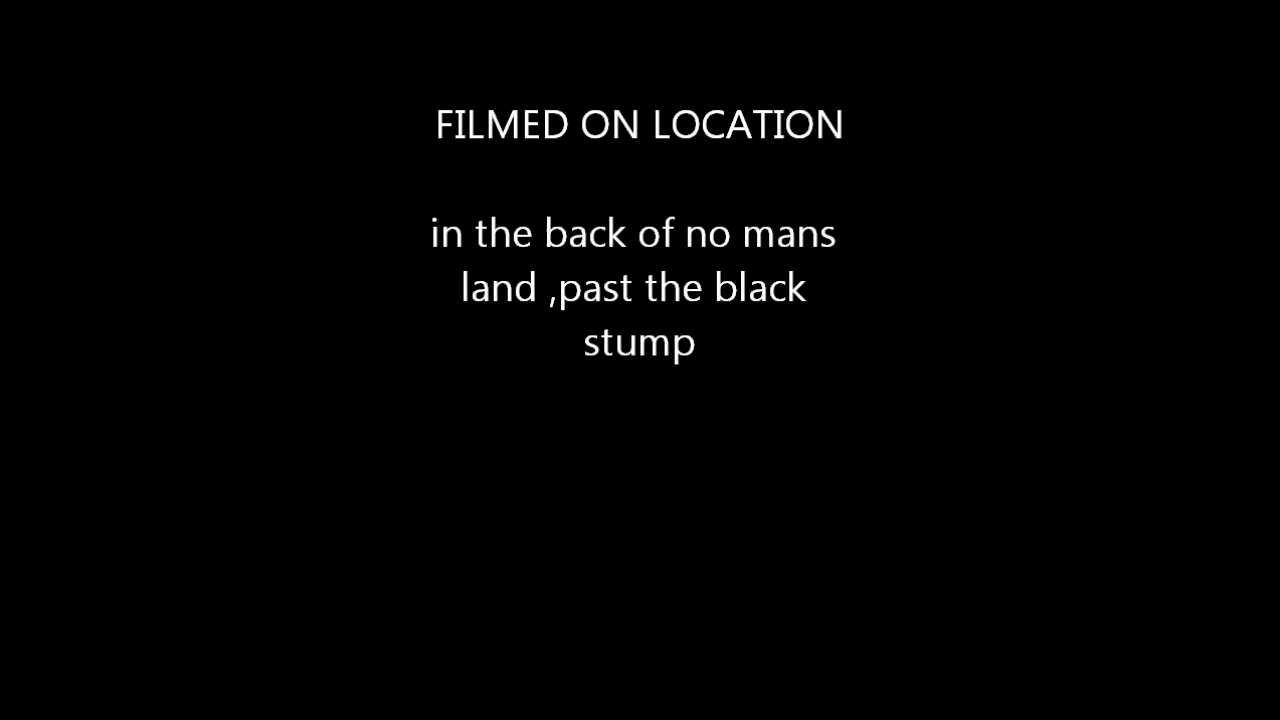 FILMED ON LOCATION
in the back of no mans
land ,past the black
stump